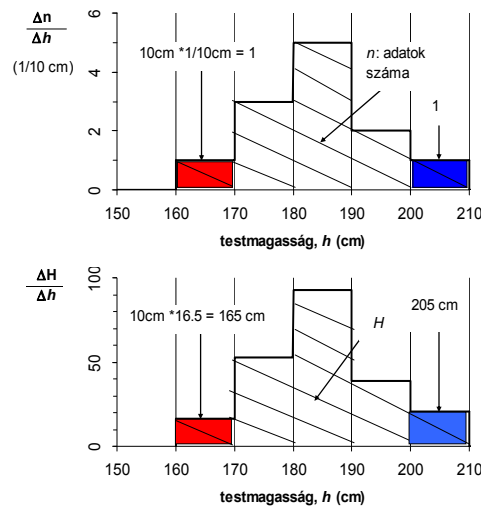 Δn
Δh
(1/10 cm)
6
4
2
0
10cm *1/10cm = 1
n: adatok
száma
1
150 160 170 180 190 200 210
testmagasság, h (cm)
ΔH
Δh
100
50
0
10cm *16.5 = 165 cm
H
205 cm
150 160 170 180 190 200 210
testmagasság, h (cm)